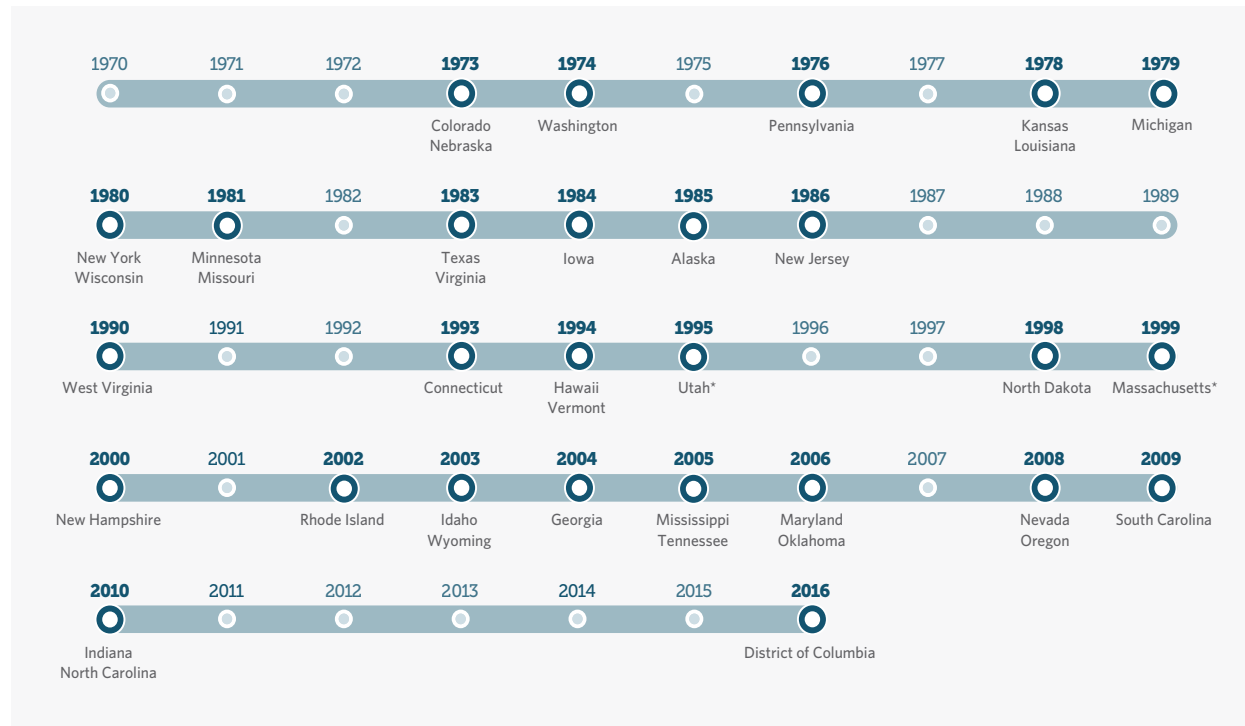 1970 1971 1972 1973 1974 1975 1976 1977 1978 1979
Colorado Washington Pennsylvania Kansas Michigan
Nebraska Louisiana
1980 1981 1982 1983 1984 1985 1986 1987 1988 1989
New York Minnesota Texas Iowa Alaska New Jersey
Wisconsin Missouri Virginia
1990 1991 1992 1993 1994 1995 1996 1997 1998 1999
West Virginia Connecticut Hawaii Utah* North Dakota Massachusetts*
Vermont
2000 2001 2002 2003 2004 2005 2006 2007 2008 2009
New Hampshire Rhode Island Idaho Georgia Mississippi Maryland Nevada South Carolina
Wyoming Tennessee Oklahoma Oregon
2010 2011 2012 2013 2014 2015 2016
Indiana District of Columbia
North Carolina